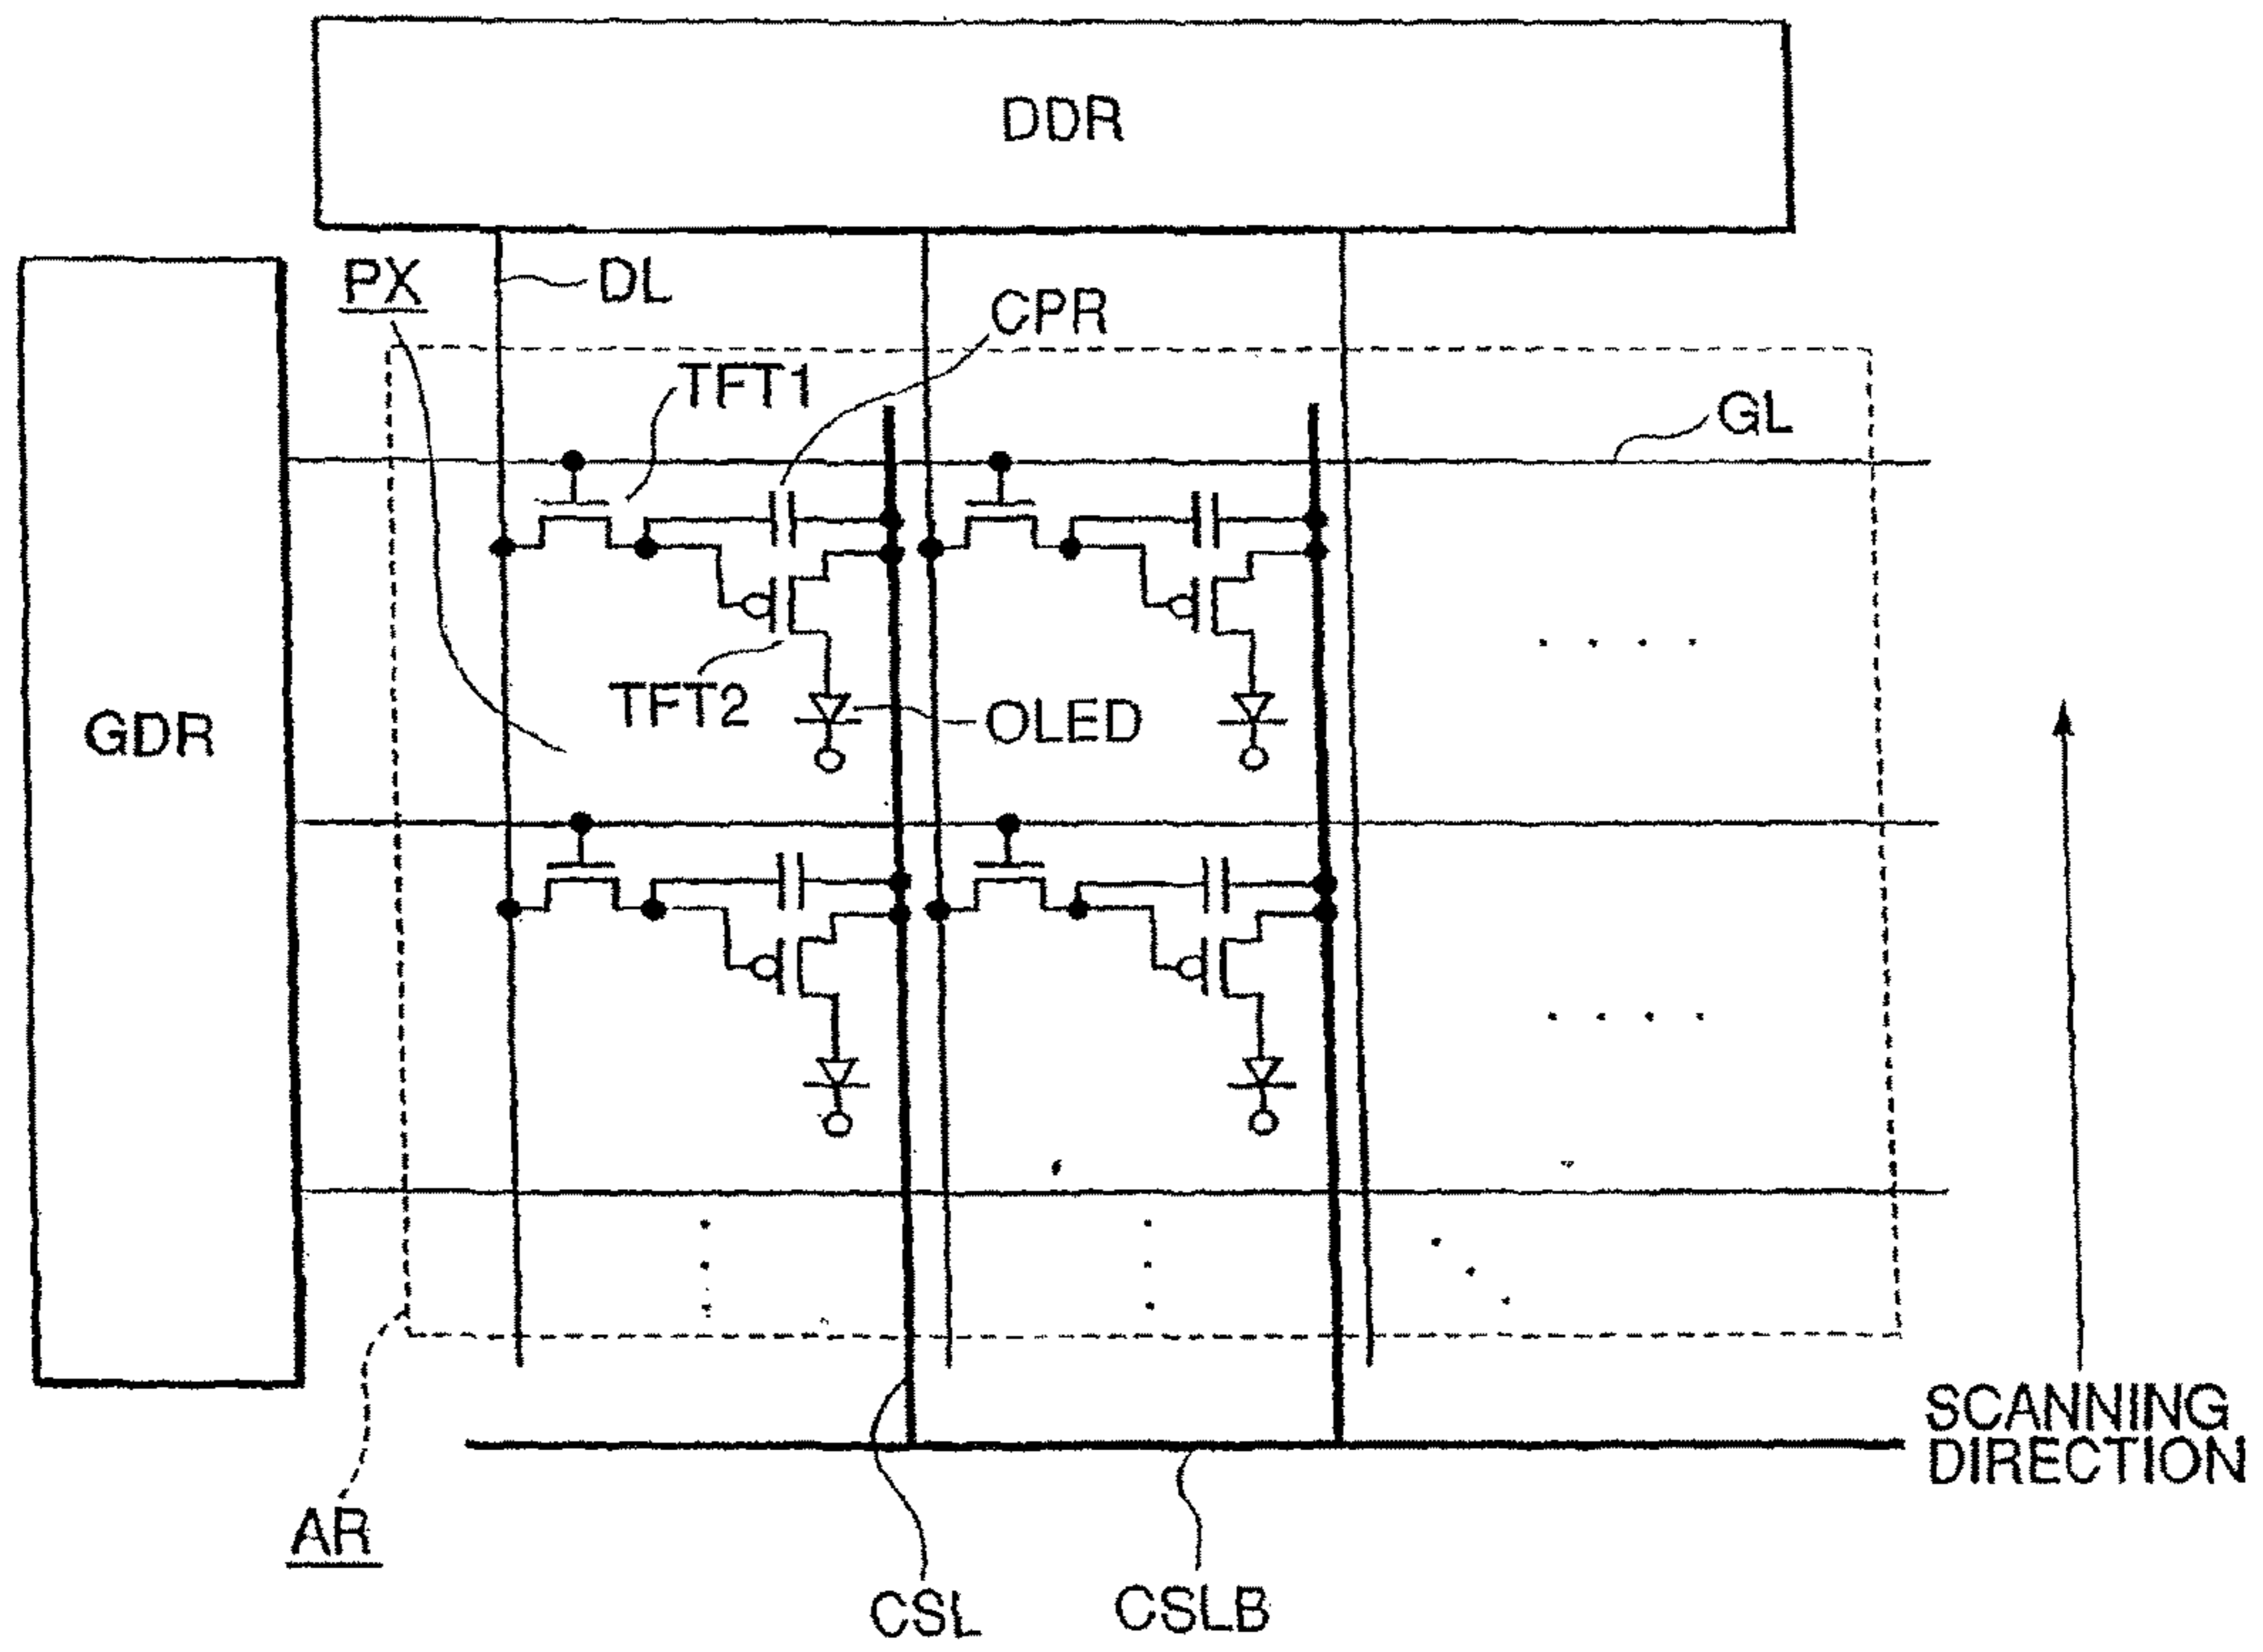 DDR
PX
DL
CPR
TFT1
GL
TFT2
OLED
GDR
SCANNING
DIRECTION
AR
CSL
CSLB